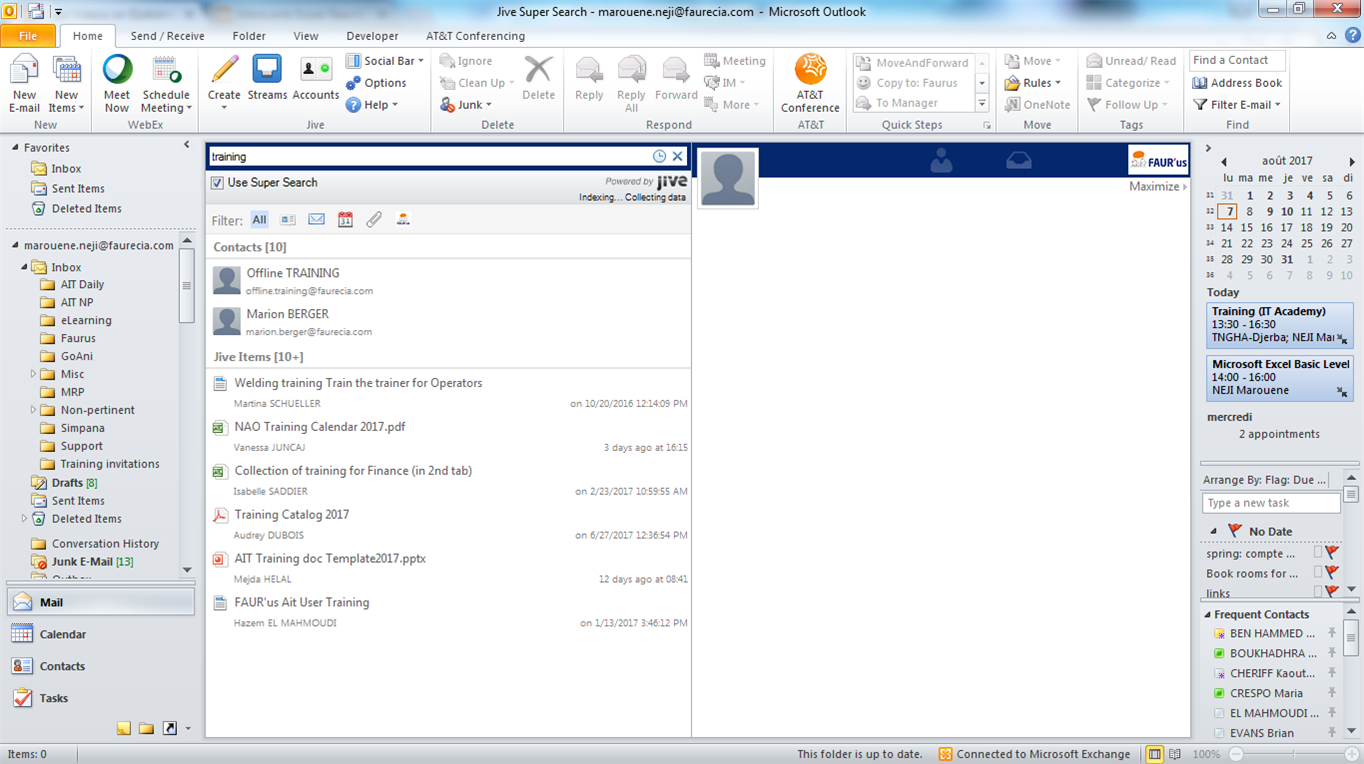 Jive Super Search - marouene.neji@faurecia.com - Microsoft Outlook
File Home Send / Receive Folder View Developer AT&T Conferencing
New E-mail
New Items
New
Meet Now
Schedule Meeting
WebEx
Create
Streams
Accounts
Social Bar
Options
Help
Jive
Ignore
Clean Up
Junk
Delete
Delete
Reply
Reply All
Forward
Meeting
IM
More
Respond
AT&T Conference
AT&T
MoveAndForward
Copy to: Faurus
To Manager
Quick Steps
Move
Rules
OneNote
Move
Unread/ Read
Categorize
Follow Up
Tags
Find a Contact
Address Book
Filter E-mail
Find
Favorites
Inbox
Sent Items
Deleted Items
marouene.neji@faurecia.com
Inbox
AIT Daily
AIT NP
eLearning
Faurus
GoAni
Misc
MRP
Non-pertinent
Simpana
Support
Training invitations
Drafts [8]
Sent Items
Deleted Items
Conversation History
Junk E-Mail [13]
Mail
Calendar
Contacts
Tasks
training
Use Super Search
Powered by jive
Indexing... Collecting data
Filter: All
31
Contacts [10]
Offline TRAINING
offline.training@faurecia.com
Marion BERGER
marion.berger@faurecia.com
Jive Items [10+]
Welding training Train the trainer for Operators
Martina SCHUELLER on 10/20/2016 12:14:09 PM
NAO Training Calendar 2017.pdf
Vanessa JUNCAJ 3 days ago at 16:15
Collection of training for Finance (in 2nd tab)
Isabelle SADDIER on 2/23/2017 10:59:55 AM
Training Catalog 2017
Audrey DUBOIS on 6/27/2017 12:36:54 PM
AIT Training doc Template2017.pptx
Mejda HELAL 12 days ago at 08:41
FAUR'us Ait User Training
Hazem EL MAHMOUDI on 1/13/2017 3:46:12 PM
FAUR'us
Maximize
août 2017
lu ma me je ve sa di
31 31 1 2 3 4 5 6
32 7 8 9 10 11 12 13
33 14 15 16 17 18 19 20
34 21 22 23 24 25 26 27
35 28 29 30 31 1 2 3
36 4 5 6 7 8 9 10
Today
Training (IT Academy)
13:30 - 16:30
TNGHA-Djerba; NEJI Mar
Microsoft Excel Basic Level
14:00 - 16:00
NEJI Marouene
mercredi
2 appointments
Arrange By: Flag: Due ...
Type a new task
No Date
spring: compte ...
Book rooms for ...
links
Frequent Contacts
BEN HAMMED ...
BOUKHADHRA ...
CHERIFF Kaout...
CRESPO Maria
EL MAHMOUDI ...
EVANS Brian
Items: 0
This folder is up to date.
Connected to Microsoft Exchange
100%